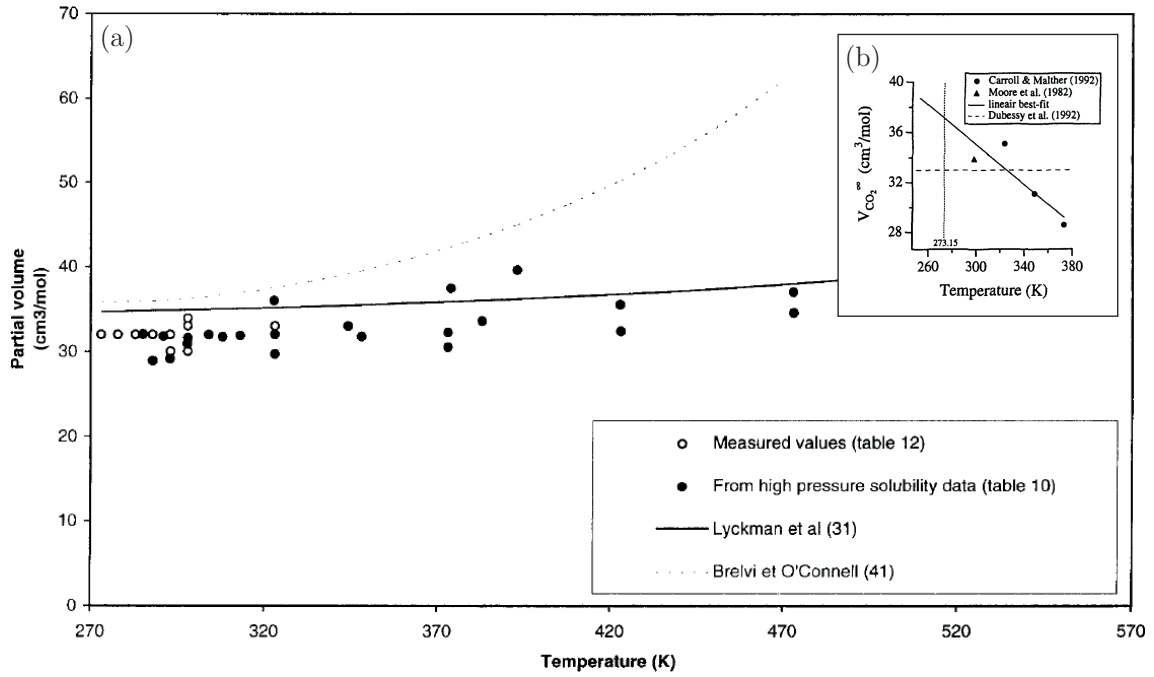 (a)
70
60
50
40
30
20
10
0
Partial volume
(cm3/mol)
270
320
370
420
470
520
570
Temperature (K)
Measured values (table 12)
From high pressure solubility data (table 10)
Lyckman et al (31)
Brelvi et O'Connell (41)
(b)
40
36
32
28
V_CO2^∞ (cm³/mol)
Carroll & Malther (1992)
Moore et al. (1982)
lineair best-fit
Dubessy et al. (1992)
273.15
260
300
340
380
Temperature (K)